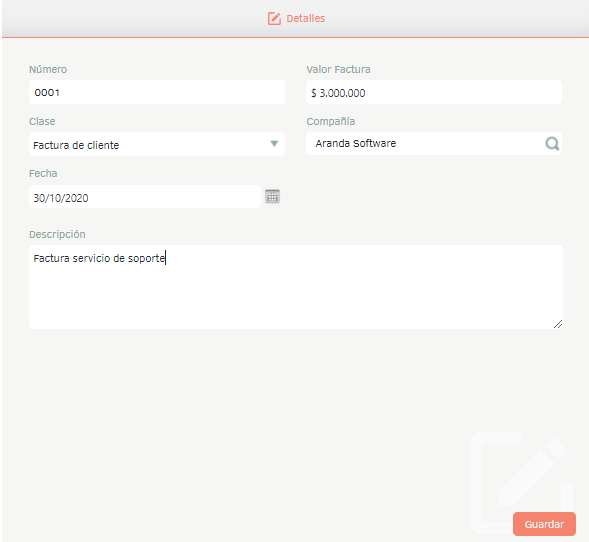 Detalles
Número
Valor Factura
0001
$ 3.000.000
Clase
Compañía
Factura de cliente
Aranda Software
Fecha
30/10/2020
Descripción
Factura servicio de soporte
Guardar